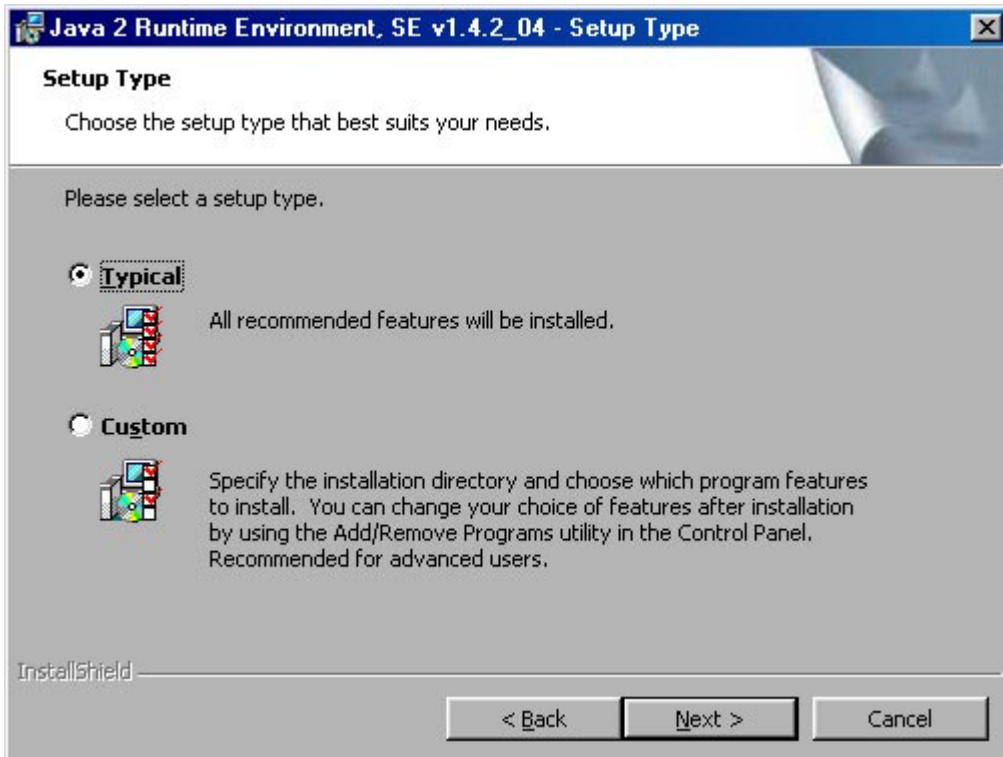 Java 2 Runtime Environment, SE v1.4.2_04 - Setup Type
Setup Type
Choose the setup type that best suits your needs.
Please select a setup type.
Typical
All recommended features will be installed.
Custom
Specify the installation directory and choose which program features
to install. You can change your choice of features after installation
by using the Add/Remove Programs utility in the Control Panel.
Recommended for advanced users.
InstallShield
< Back Next > Cancel